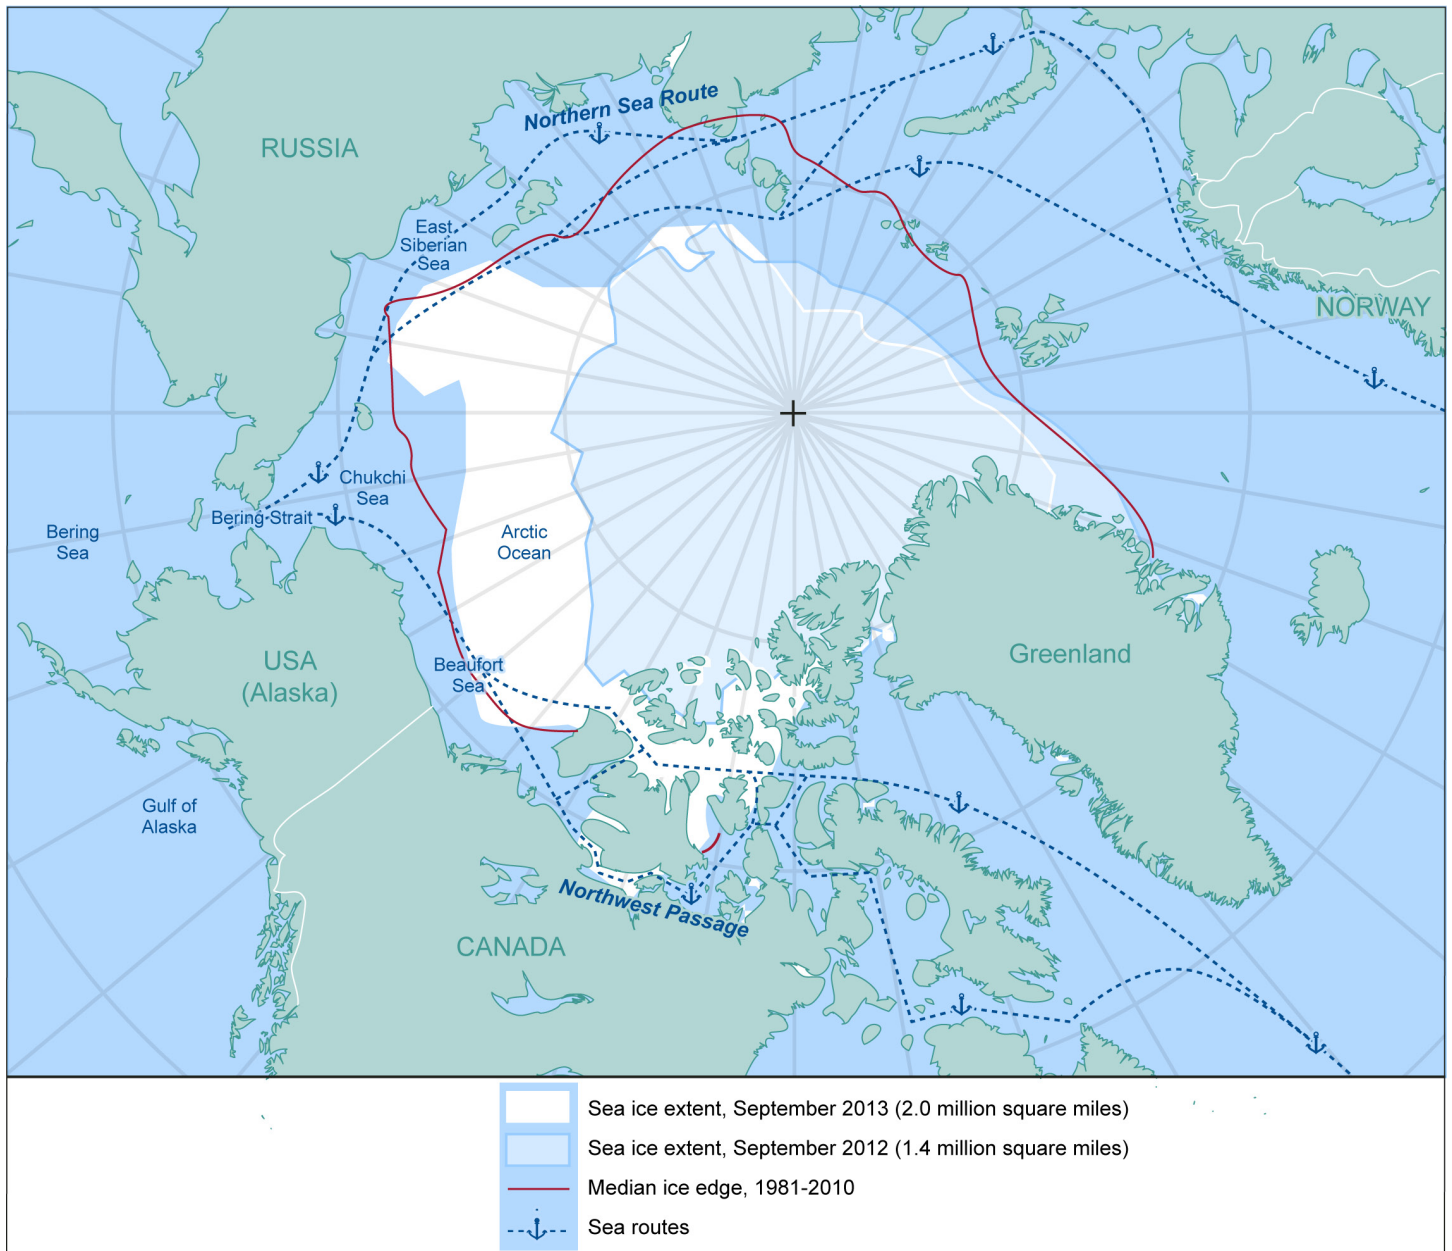 Northern Sea Route
RUSSIA
East
Siberian
Sea
NORWAY
Chukchi
Sea
Bering Strait
Bering
Sea
Arctic
Ocean
USA
(Alaska)
Beaufort
Sea
Greenland
Gulf of
Alaska
Northwest Passage
CANADA
Sea ice extent, September 2013 (2.0 million square miles)
Sea ice extent, September 2012 (1.4 million square miles)
Median ice edge, 1981-2010
Sea routes